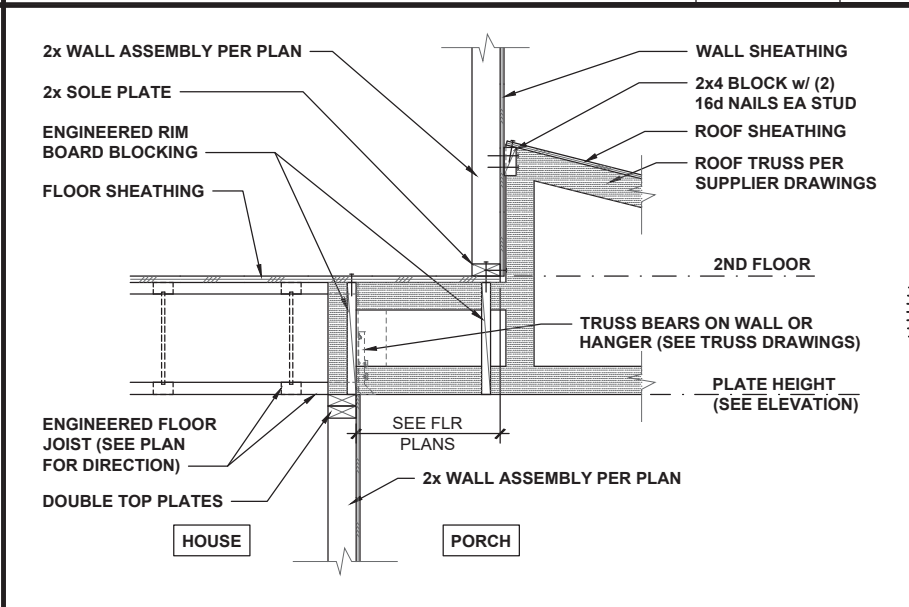 2x WALL ASSEMBLY PER PLAN
2x SOLE PLATE
ENGINEERED RIM
BOARD BLOCKING
FLOOR SHEATHING
WALL SHEATHING
2x4 BLOCK w/ (2)
16d NAILS EA STUD
ROOF SHEATHING
ROOF TRUSS PER
SUPPLIER DRAWINGS
2ND FLOOR
TRUSS BEARS ON WALL OR
HANGER (SEE TRUSS DRAWINGS)
PLATE HEIGHT
(SEE ELEVATION)
SEE FLR
PLANS
ENGINEERED FLOOR
JOIST (SEE PLAN
FOR DIRECTION)
DOUBLE TOP PLATES
2x WALL ASSEMBLY PER PLAN
HOUSE
PORCH